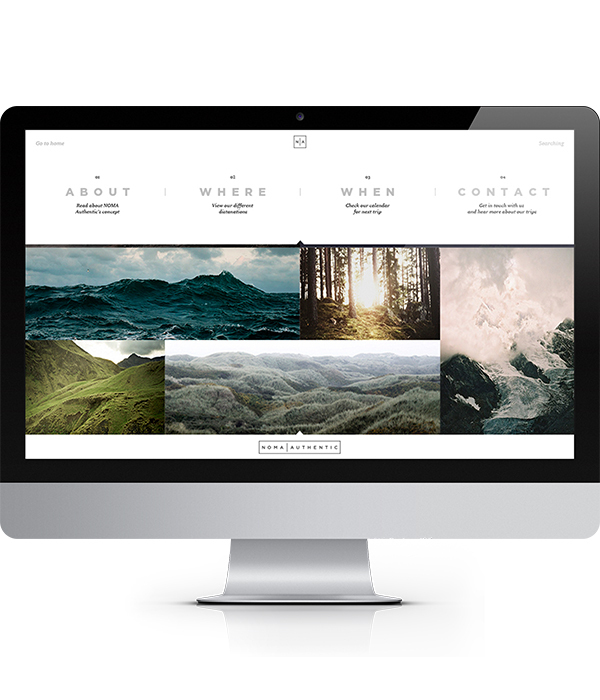 Go to home
N A
Searching
01
ABOUT
Read about NOMA
Authentic's concept
02
WHERE
View our different
distanetions
03
WHEN
Check our calendar
for next trip
04
CONTACT
Get in touch with us
and hear more about our trips
NOMA AUTHENTIC